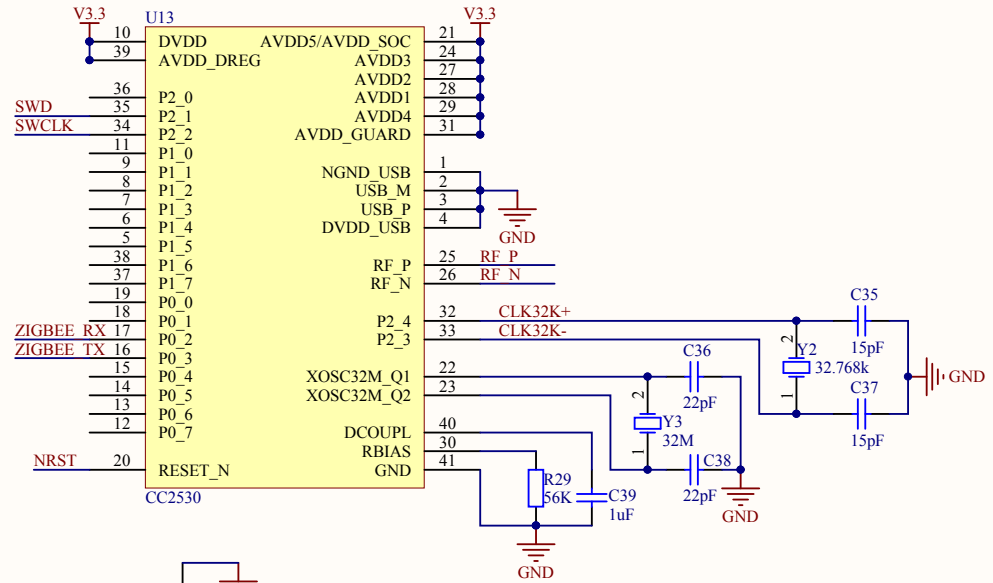 V3.3
U13
V3.3
10 DVDD AVDD5/AVDD_SOC 21
39 AVDD_DREG AVDD3 24
AVDD2 27
36 P2_0 AVDD1 28
SWD 35 P2_1 AVDD4 29
SWCLK 34 P2_2 AVDD_GUARD 31
11 P1_0
9 P1_1 NGND_USB 1
8 P1_2 USB_M 2
7 P1_3 USB_P 3
6 P1_4 DVDD_USB 4
GND
5 P1_5
38 P1_6 RF_P 25 RF_P
37 P1_7 RF_N 26 RF_N
19 P0_0
18 P0_1 P2_4 32 CLK32K+
ZIGBEE_RX 17 P0_2 P2_3 33 CLK32K-
ZIGBEE_TX 16 P0_3
15 P0_4 XOSC32M_Q1 22
14 P0_5 XOSC32M_Q2 23
13 P0_6
12 P0_7 DCOUPL 40
RBIAS 30
NRST 20 RESET_N GND 41
CC2530
C35
15pF
2
Y2
32.768k
1
C37
15pF
GND
C36
22pF
2
Y3
32M
1
C38
22pF
GND
R29
56K
C39
1uF
GND